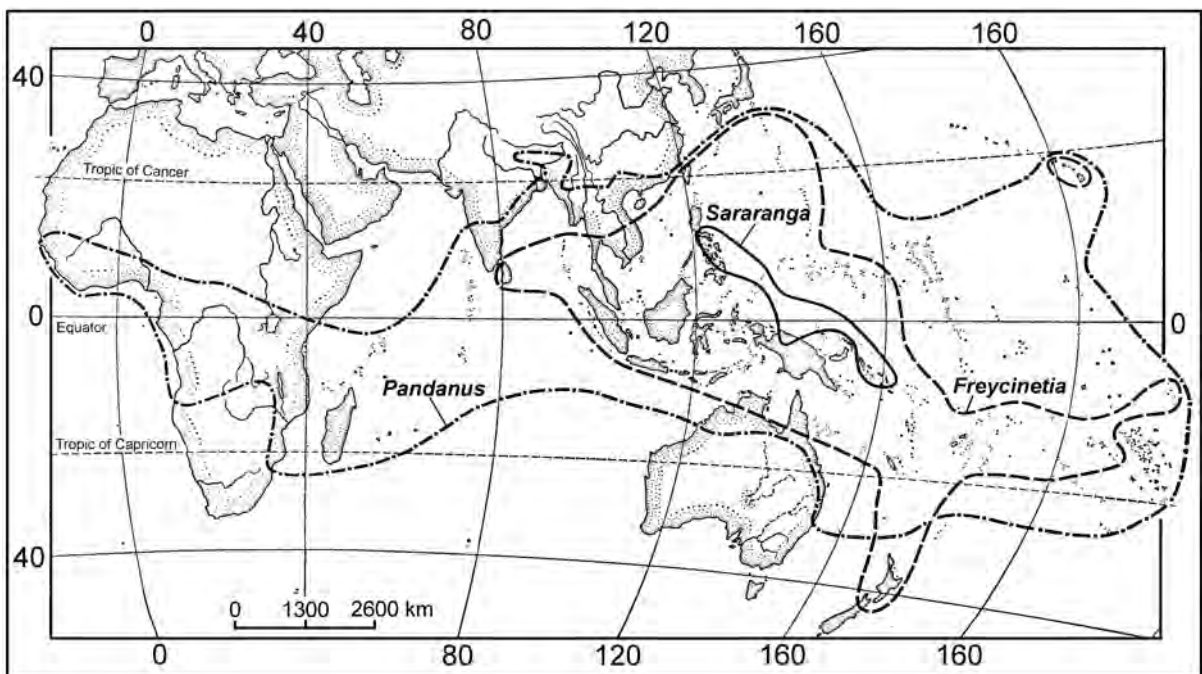 0 40 80 120 160 160
40
Tropic of Cancer
Sararanga
0 0
Equator
Pandanus Freycinetia
Tropic of Capricorn
40
0 1300 2600 km
0 80 120 160 160